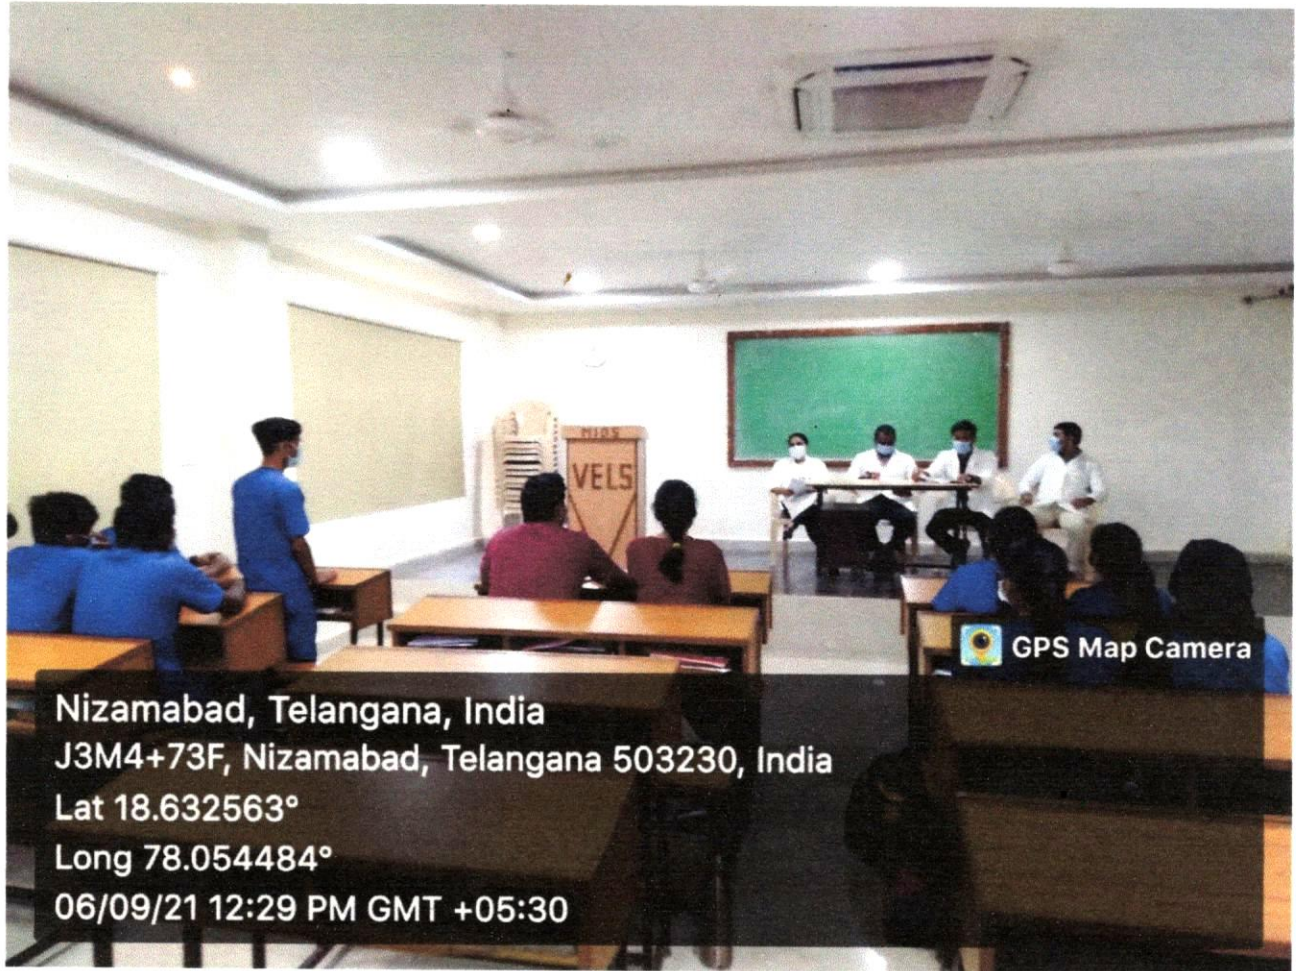 MIDS
VELS
GPS Map Camera
Nizamabad, Telangana, India
J3M4+73F, Nizamabad, Telangana 503230, India
Lat 18.632563°
Long 78.054484°
06/09/21 12:29 PM GMT +05:30